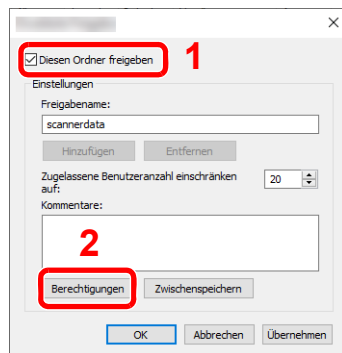 Diesen Ordner freigeben
1
Einstellungen
Freigabename:
scannerdata
Hinzufügen Entfernen
Zugelassene Benutzeranzahl einschränken
auf:
20
Kommentare:
2
Berechtigungen Zwischenspeichern
OK Abbrechen Übernehmen